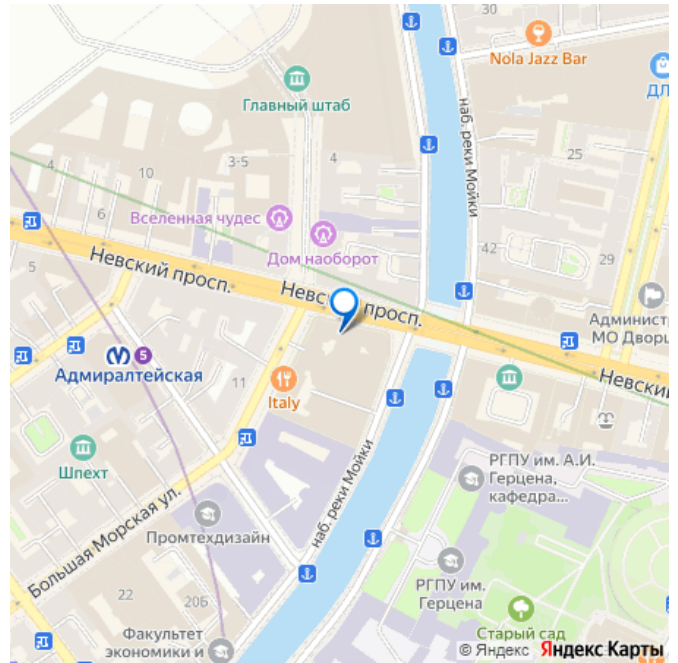 30
Nola Jazz Bar
ДЛ
Главный штаб
наб. реки Мойки
4
10
3-5
4
25
6
Вселенная чудес
Дом наоборот
42
29
5
Невский просп.
Невский просп.
Админист
МО Дворц
5
Адмиралтейская
11
Italy
Невский
Шпехт
наб. реки Мойки
РГПУ им. А.И.
Герцена,
кафедра...
Большая Морская ул.
Промтехдизайн
РГПУ им.
Герцена
22
20Б
Старый сад
Факультет
экономики и
© Яндекс Яндекс Карты